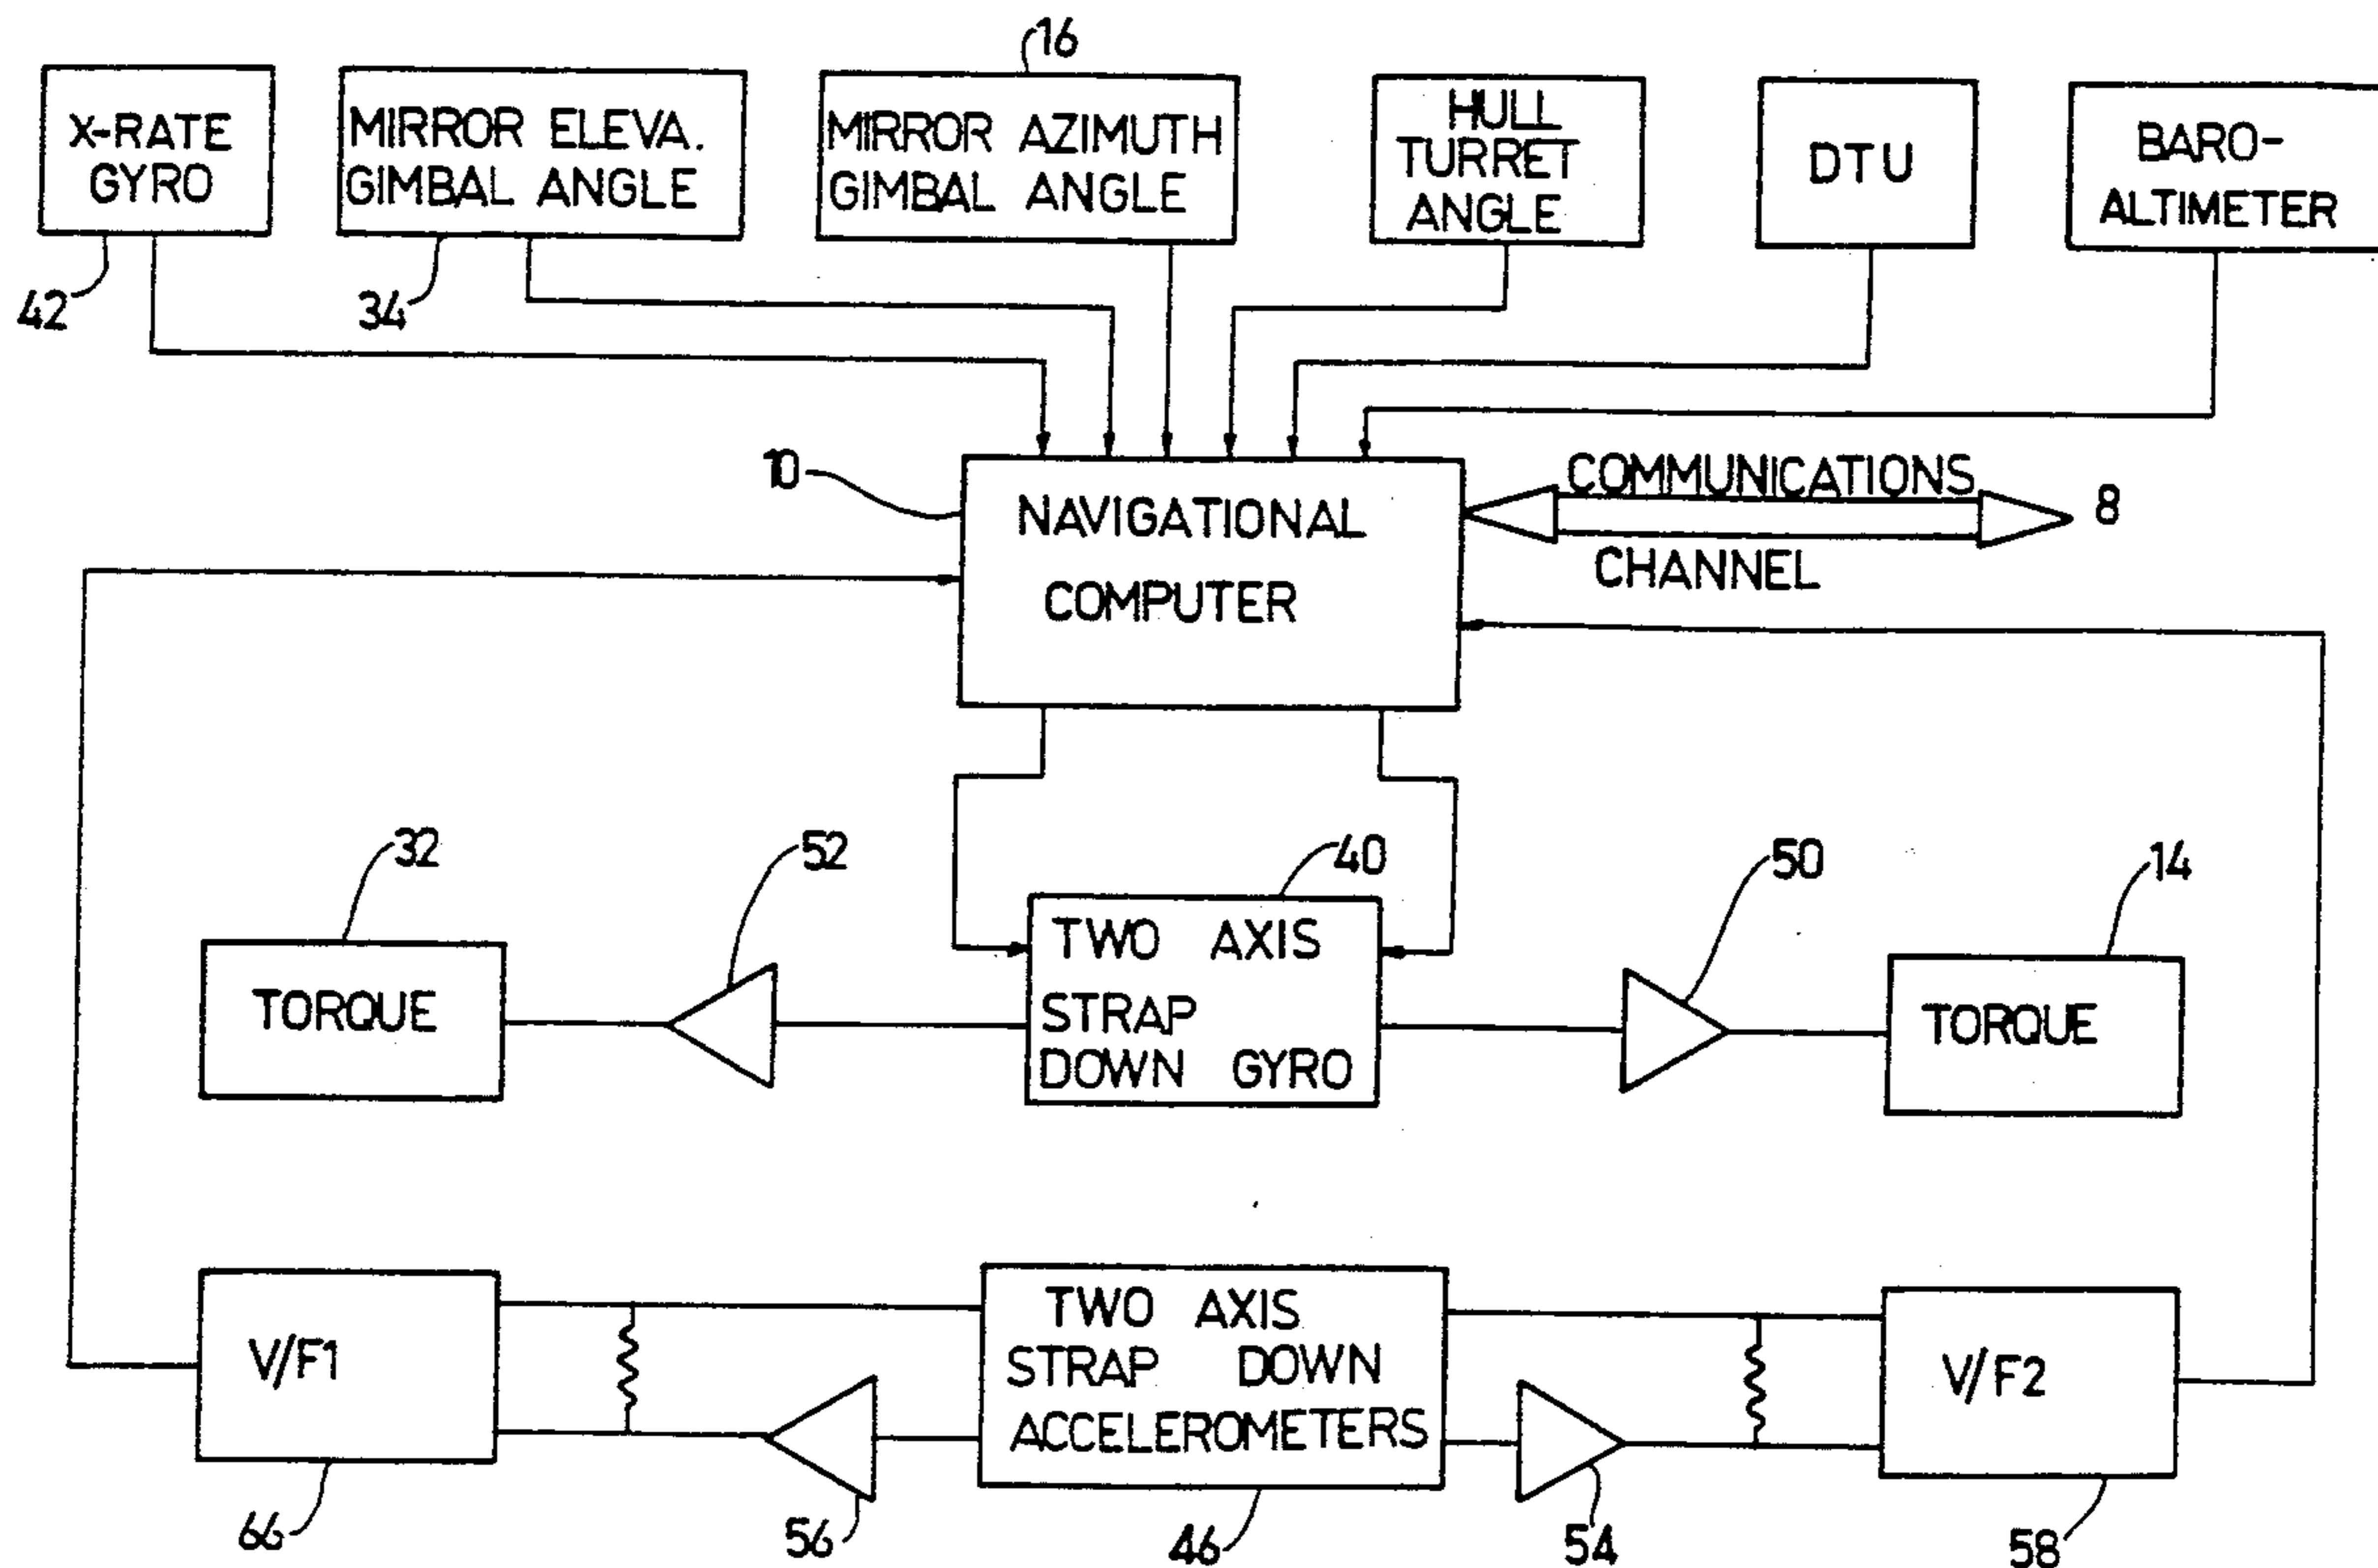 16
X-RATE
GYRO
MIRROR ELEVA.
GIMBAL ANGLE
MIRROR AZIMUTH
GIMBAL ANGLE
HULL
TURRET
ANGLE
DTU
BARO-
ALTIMETER
42
34
10
NAVIGATIONAL
COMPUTER
COMMUNICATIONS
CHANNEL
8
32
52
40
50
14
TORQUE
TWO AXIS
STRAP
DOWN GYRO
TORQUE
V/F1
TWO AXIS
STRAP DOWN
ACCELEROMETERS
V/F2
66
56
46
54
58